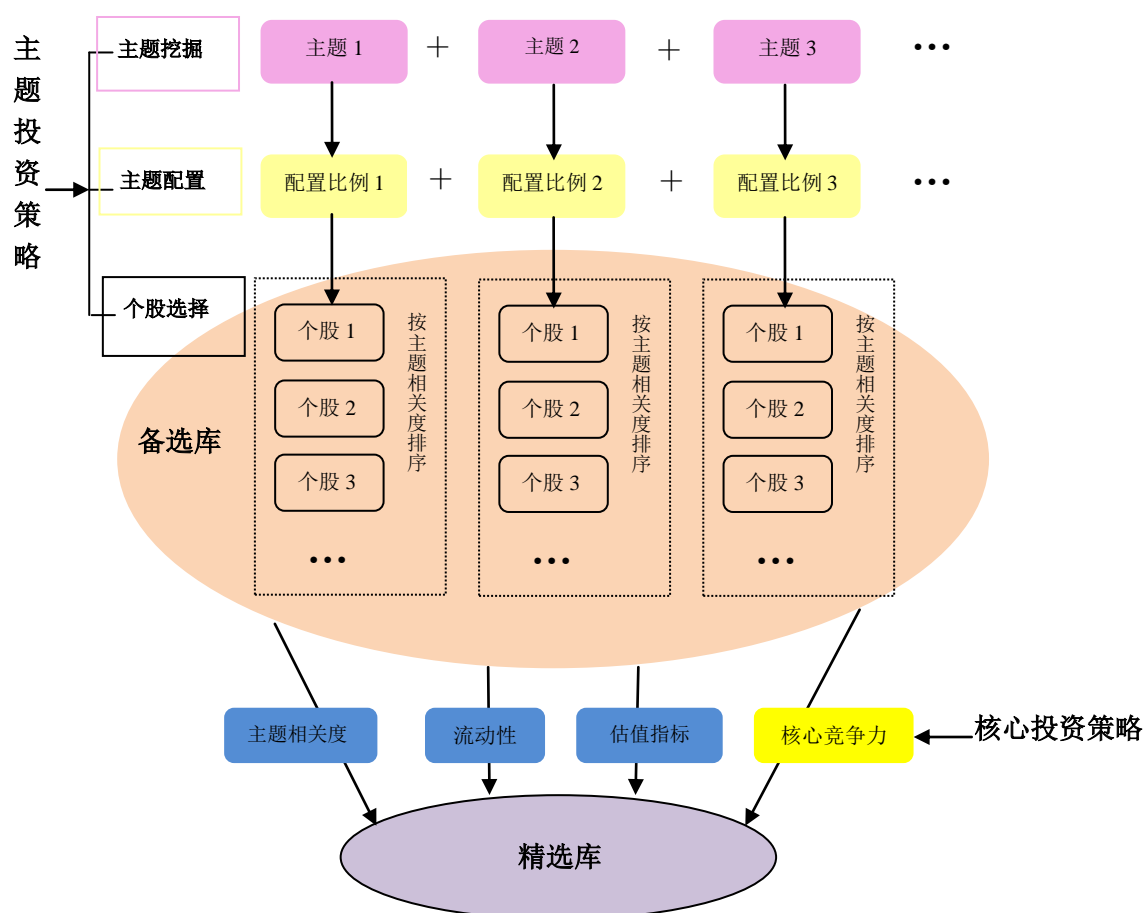 主题投资策略
主题挖掘
主题 1
+
主题 2
+
主题 3
•••
主题配置
配置比例 1
+
配置比例 2
+
配置比例 3
•••
个股选择
备选库
个股 1
个股 2
个股 3
•••
按主题相关度排序
个股 1
个股 2
个股 3
•••
按主题相关度排序
个股 1
个股 2
个股 3
•••
按主题相关度排序
主题相关度
流动性
估值指标
核心竞争力
核心投资策略
精选库